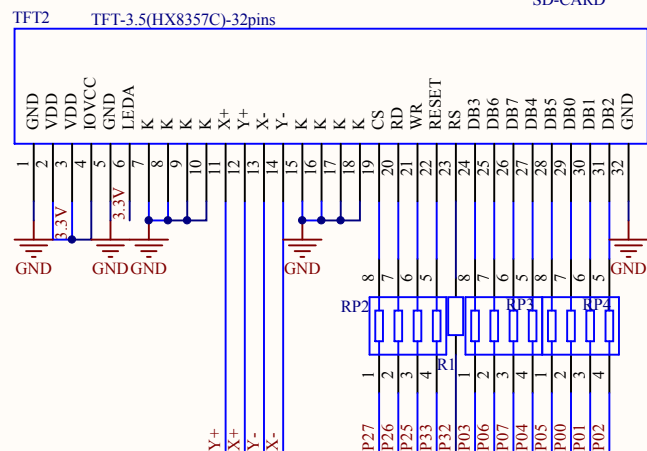 SD-CARD
TFT2 TFT-3.5(HX8357C)-32pins
GND VDD VDD IOVCC GND LEDA K K K K X+ Y+ X- Y- K K K K CS RD WR RESET RS DB3 DB6 DB7 DB4 DB5 DB0 DB1 DB2 GND
1 2 3 4 5 6 7 8 9 10 11 12 13 14 15 16 17 18 19 20 21 22 23 24 25 26 27 28 29 30 31 32
3.3V 3.3V
GND GND GND GND GND
8 7 6 5 8 7 6 5 8 7 6 5
RP2 RP3 RP4
R1
1 2 3 4 1 2 3 4 1 2 3 4
Y+ X+ Y- X- P27 P26 P25 P33 P32 P03 P06 P07 P04 P05 P00 P01 P02